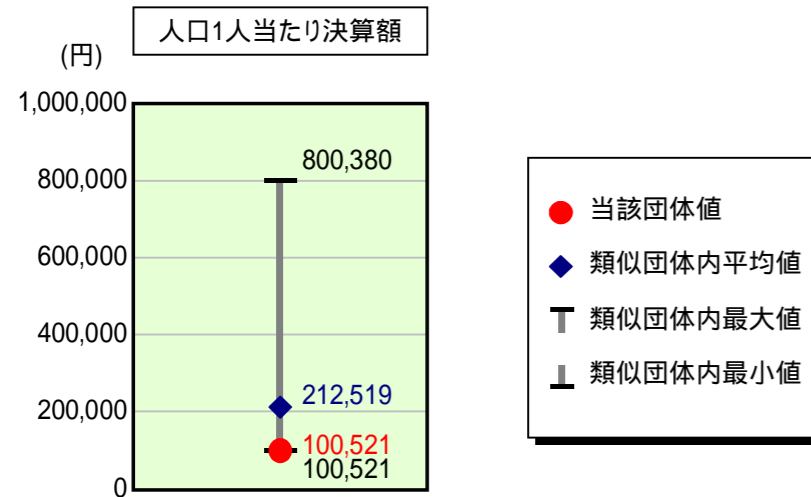 人口1人当たり決算額
(円)
1,000,000
800,000
600,000
400,000
200,000
0
800,380
212,519
100,521
100,521
当該団体値
類似団体内平均値
類似団体内最大値
類似団体内最小値